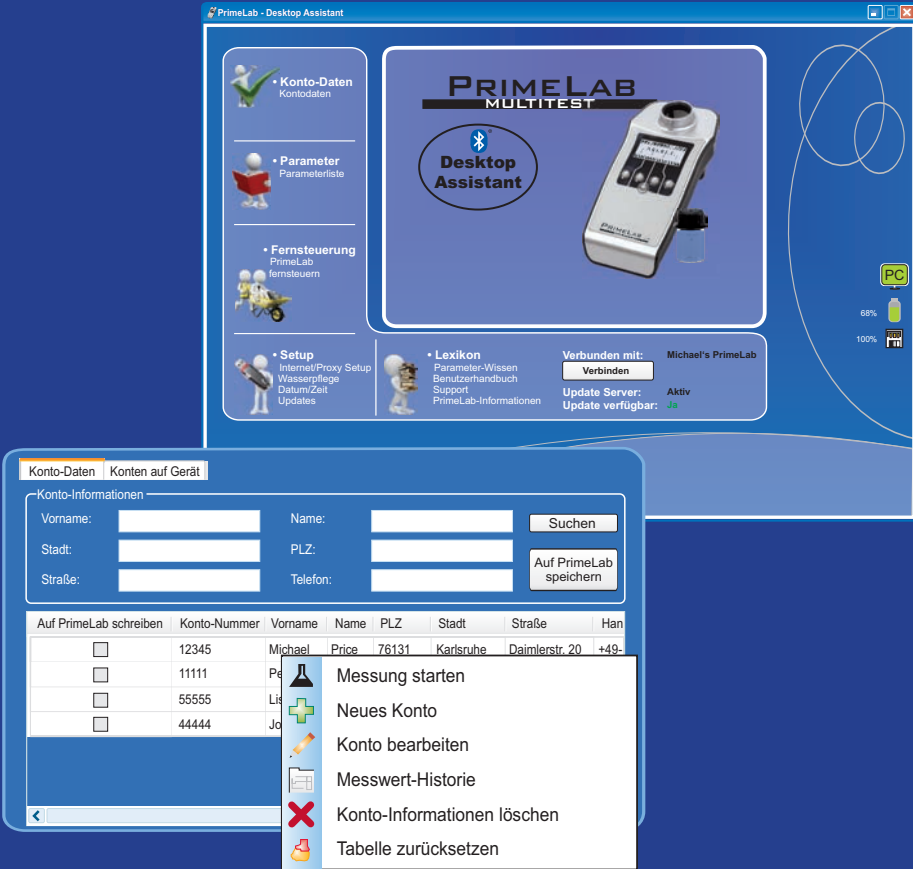 PrimeLab - Desktop Assistant
• Konto-Daten
Kontodaten
• Parameter
Parameterliste
• Fernsteuerung
PrimeLab
fernsteuern
• Setup
Internet/Proxy Setup
Wasserpflege
Datum/Zeit
Updates
PRIMELAB
MULTITEST
Desktop
Assistant
PRIMELAB
• Lexikon
Parameter-Wissen
Benutzerhandbuch
Support
PrimeLab-Informationen
Verbunden mit: Michael's PrimeLab
Verbinden
Update Server: Aktiv
Update verfügbar: Ja
PC
68%
100%
Konto-Daten Konten auf Gerät
Konto-Informationen
Vorname: Name: Suchen
Stadt: PLZ: Auf PrimeLab
speichern
Straße: Telefon:
Auf PrimeLab schreiben Konto-Nummer Vorname Name PLZ Stadt Straße Han
12345 Michael Price 76131 Karlsruhe Daimlerstr. 20 +49-
11111 Pe
55555 Lis
44444 Jo
Messung starten
Neues Konto
Konto bearbeiten
Messwert-Historie
Konto-Informationen löschen
Tabelle zurücksetzen